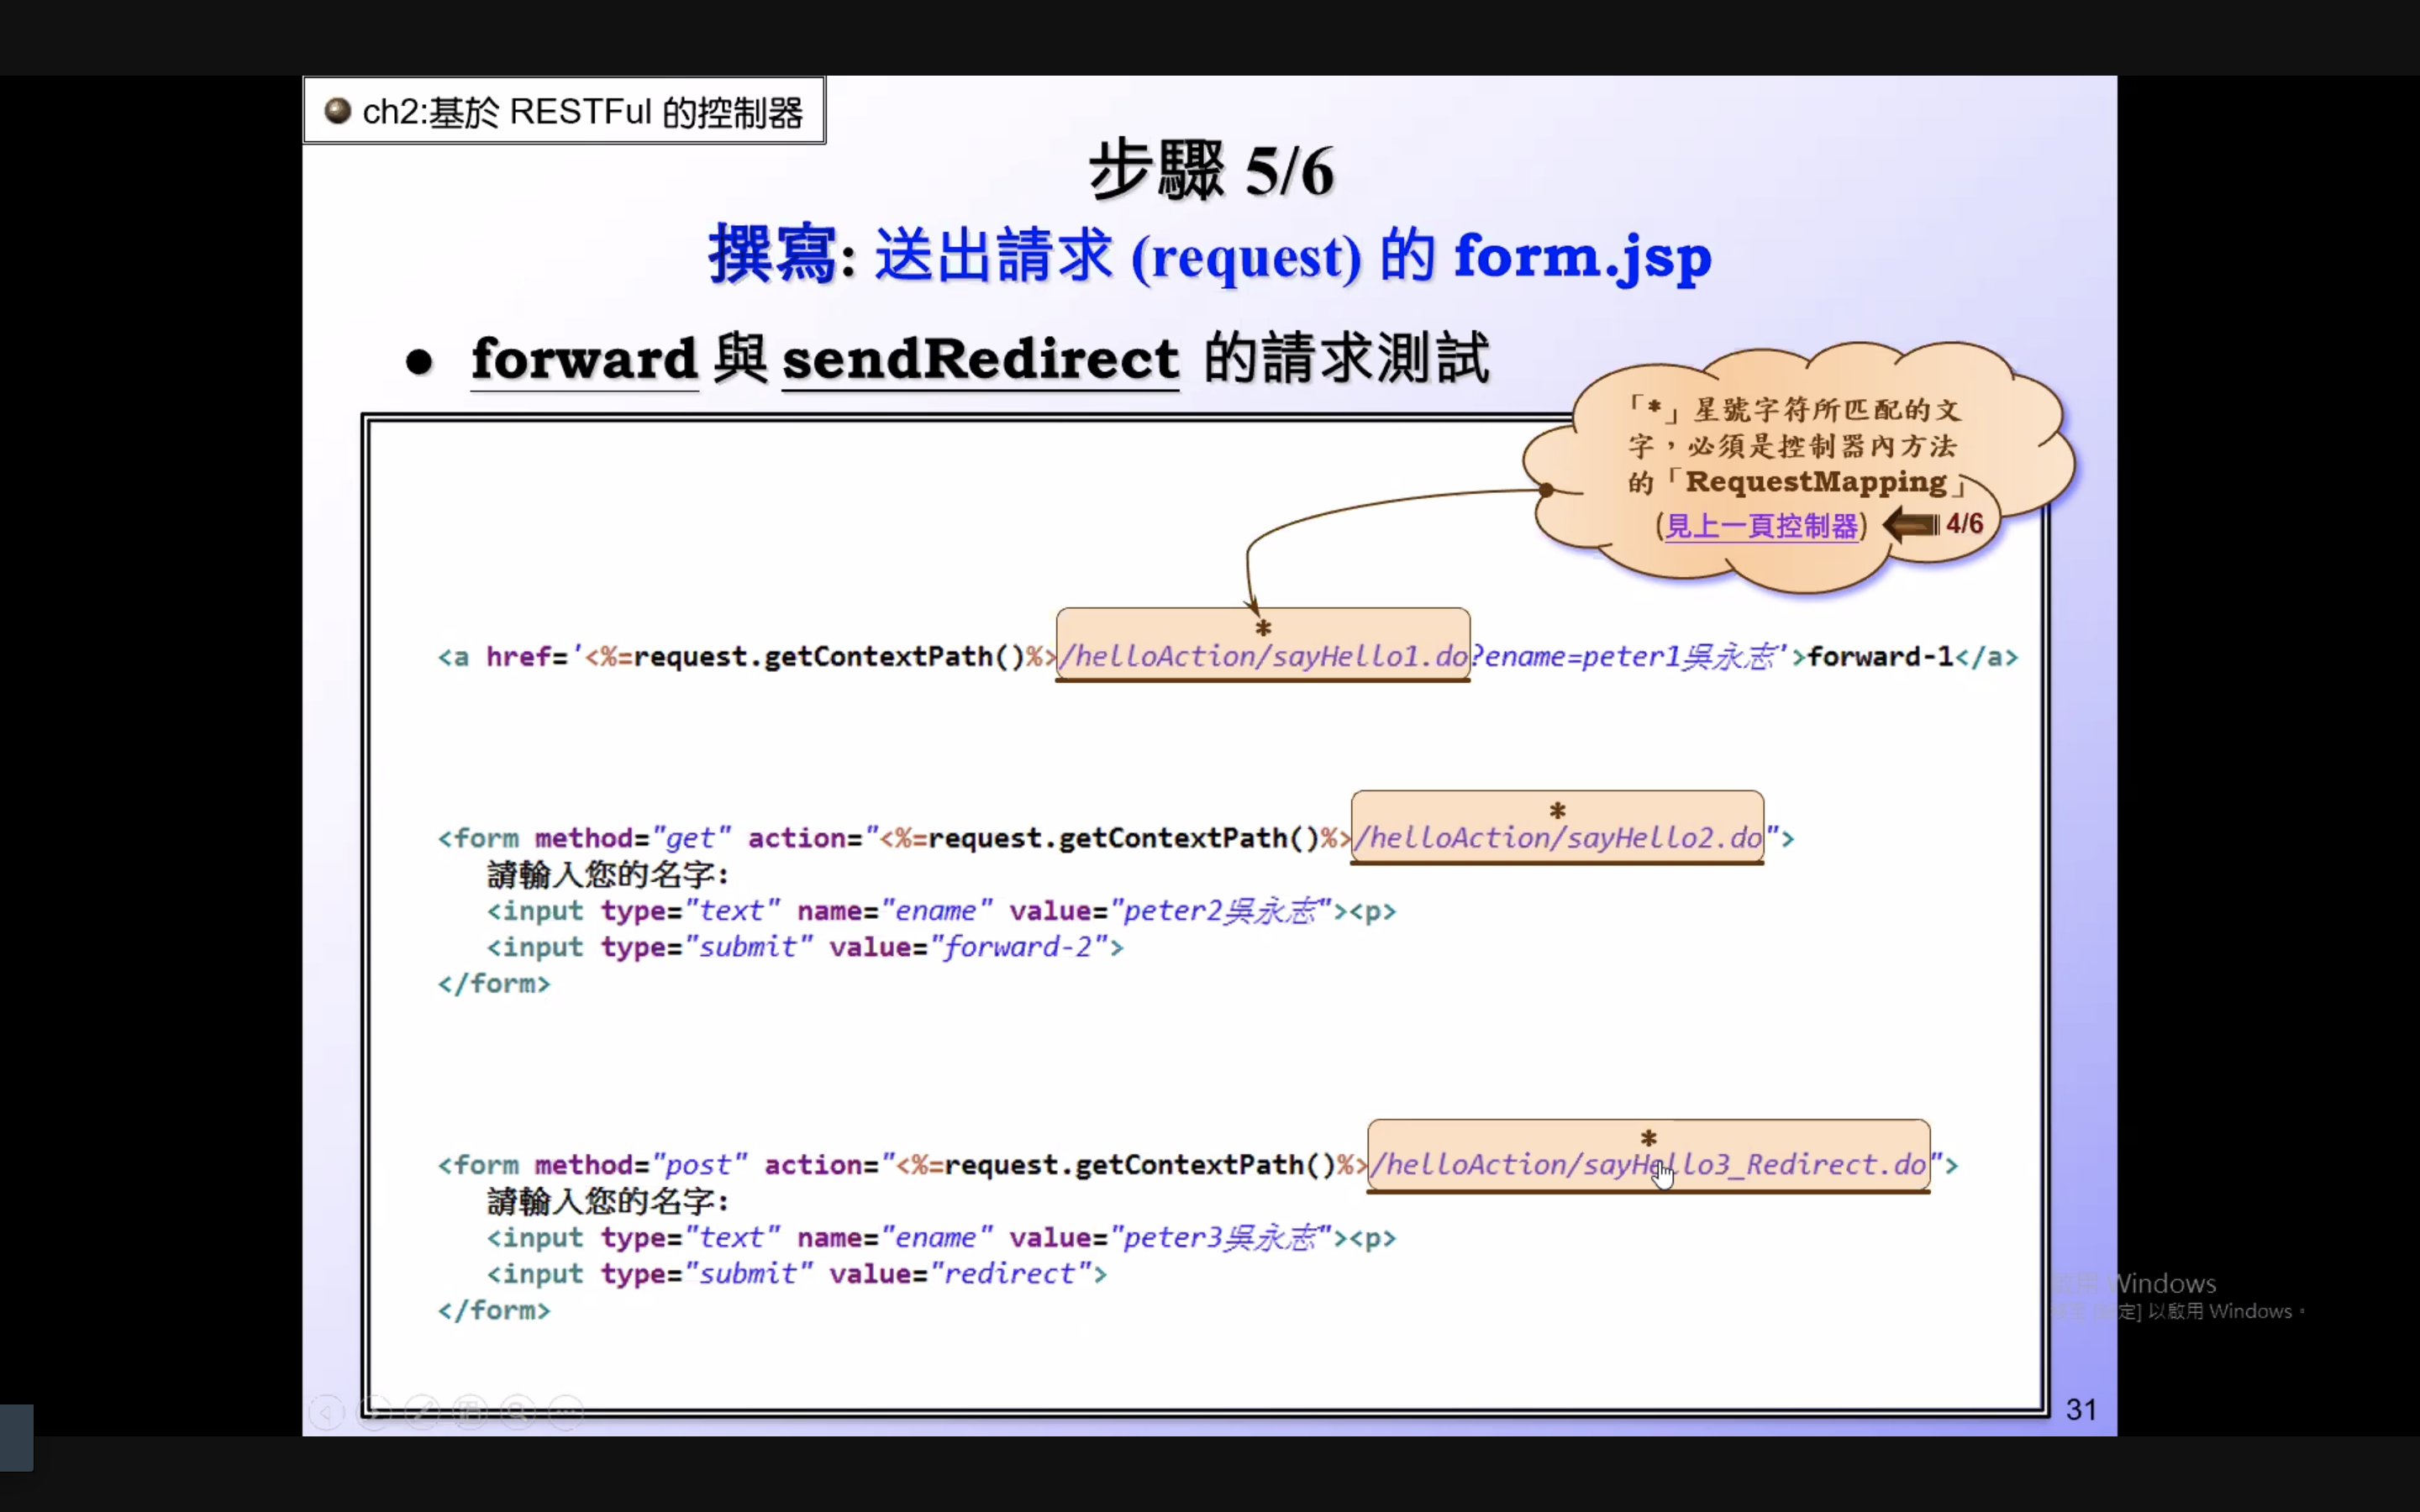 ch2:基於 RESTFul 的控制器
步驟 5/6
撰寫: 送出請求 (request) 的 form.jsp
● forward 與 sendRedirect 的請求測試
「*」星號字符所匹配的文
字，必須是控制器內方法
的「RequestMapping」
(見上一頁控制器) 4/6
*
<a href='<%=request.getContextPath()%>/helloAction/sayHello1.do?ename=peter1吳永志'>forward-1</a>
*
<form method="get" action="<%=request.getContextPath()%>/helloAction/sayHello2.do">
請輸入您的名字:
<input type="text" name="ename" value="peter2吳永志"><p>
<input type="submit" value="forward-2">
</form>
*
<form method="post" action="<%=request.getContextPath()%>/helloAction/sayHello3_Redirect.do">
請輸入您的名字:
<input type="text" name="ename" value="peter3吳永志"><p>
<input type="submit" value="redirect">
</form>
Windows
定] 以啟用 Windows。
31